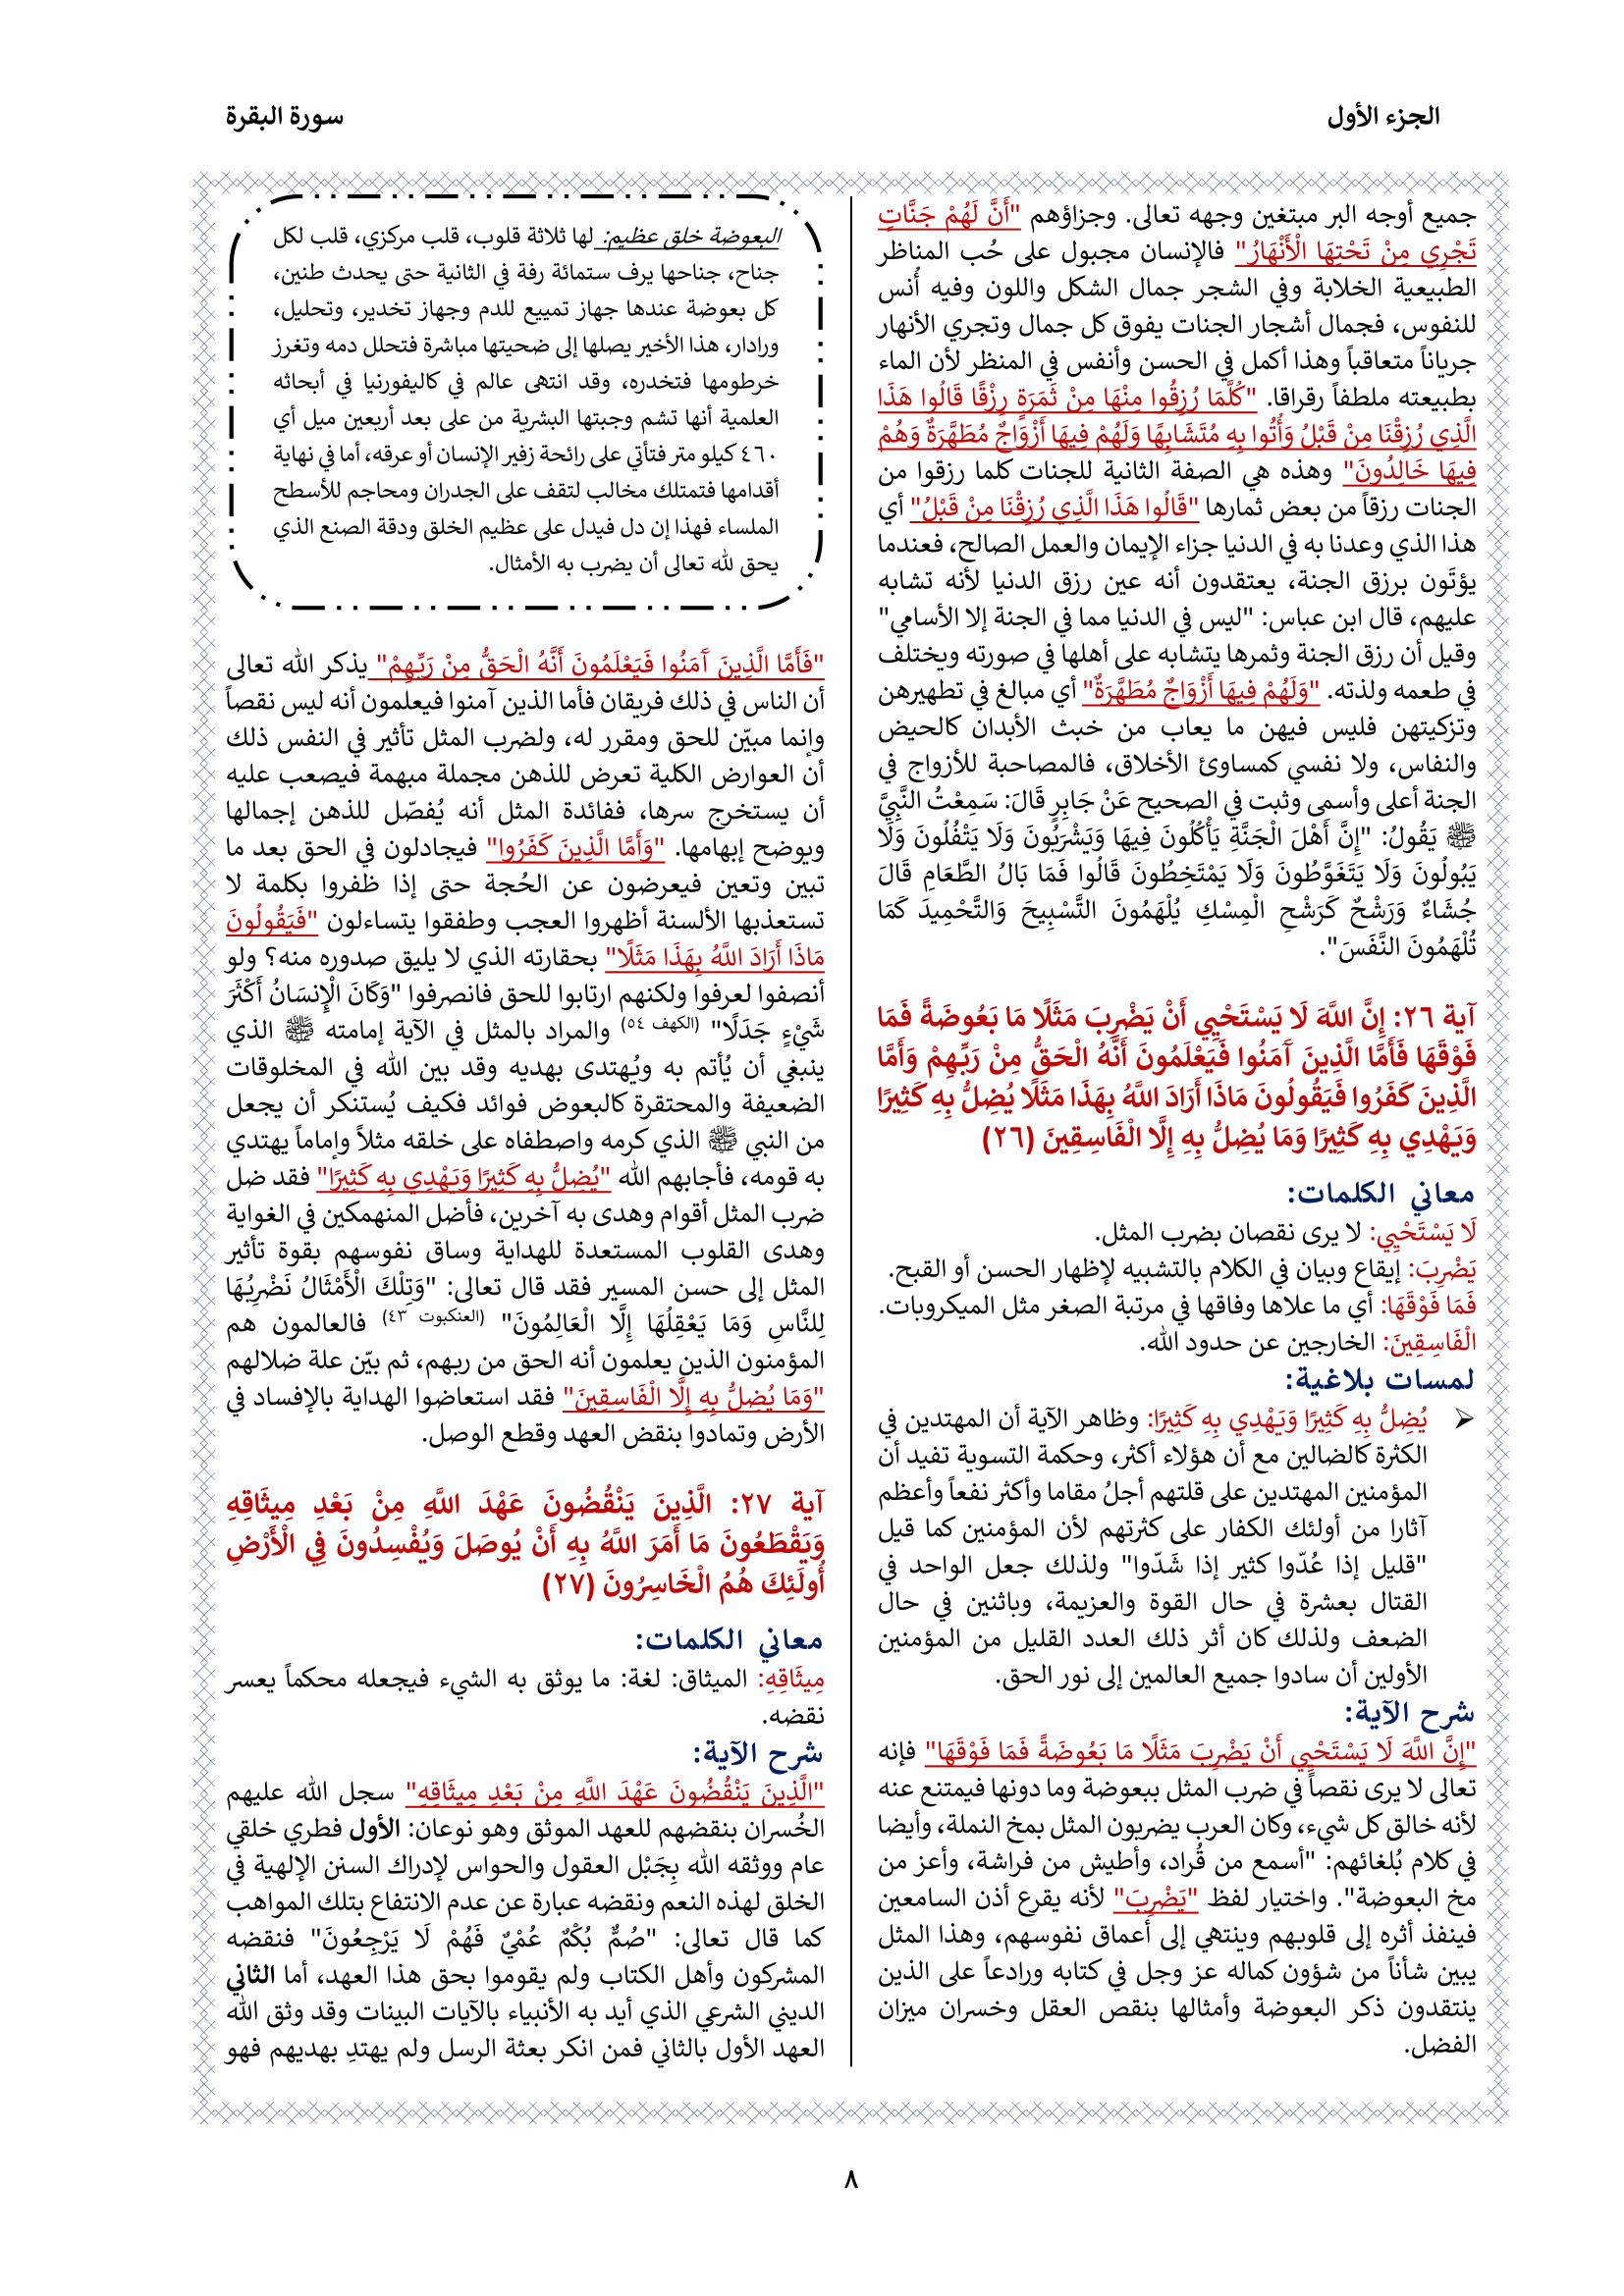 الجزء الأول
سورة البقرة
جميع أوجه البر مبتغين وجهه تعالى. وجزاؤهم "أَنَّ لَهُمْ جَنَّاتٍ
تَجْرِي مِنْ تَحْتِهَا الْأَنْهَارُ" فالإنسان مجبول على حُب المناظر
الطبيعية الخلابة وفي الشجر جمال الشكل واللون وفيه أُنس
للنفوس، فجمال أشجار الجنات يفوق كل جمال وتجري الأنهار
جرياناً متعاقباً وهذا أكمل في الحسن وأنفس في المنظر لأن الماء
بطبيعته ملطفاً رقراقا. "كُلَّمَا رُزِقُوا مِنْهَا مِنْ ثَمَرَةٍ رِزْقًا قَالُوا هَذَا
الَّذِي رُزِقْنَا مِنْ قَبْلُ وَأُتُوا بِهِ مُتَشَابِهًا وَلَهُمْ فِيهَا أَزْوَاجٌ مُطَهَّرَةٌ وَهُمْ
فِيهَا خَالِدُونَ" وهذه هي الصفة الثانية للجنات كلما رزقوا من
الجنات رزقاً من بعض ثمارها "قَالُوا هَذَا الَّذِي رُزِقْنَا مِنْ قَبْلُ" أي
هذا الذي وعدنا به في الدنيا جزاء الإيمان والعمل الصالح، فعندما
يؤتَون برزق الجنة، يعتقدون أنه عين رزق الدنيا لأنه تشابه
عليهم، قال ابن عباس: "ليس في الدنيا مما في الجنة إلا الأسامي"
وقيل أن رزق الجنة وثمرها يتشابه على أهلها في صورته ويختلف
في طعمه ولذته. "وَلَهُمْ فِيهَا أَزْوَاجٌ مُطَهَّرَةٌ" أي مبالغ في تطهيرهن
وتزكيتهن فليس فيهن ما يعاب من خبث الأبدان كالحيض
والنفاس، ولا نفسي كمساوئ الأخلاق، فالمصاحبة للأزواج في
الجنة أعلى وأسمى وثبت في الصحيح عَنْ جَابِرٍ قَالَ: سَمِعْتُ النَّبِيَّ
ﷺ يَقُولُ: "إِنَّ أَهْلَ الْجَنَّةِ يَأْكُلُونَ فِيهَا وَيَشْرَبُونَ وَلَا يَتْفُلُونَ وَلَا
يَبُولُونَ وَلَا يَتَغَوَّطُونَ وَلَا يَمْتَخِطُونَ قَالُوا فَمَا بَالُ الطَّعَامِ قَالَ
جُشَاءٌ وَرَشْحٌ كَرَشْحِ الْمِسْكِ يُلْهَمُونَ التَّسْبِيحَ وَالتَّحْمِيدَ كَمَا
تُلْهَمُونَ النَّفَسَ".
آية ٢٦: إِنَّ اللَّهَ لَا يَسْتَحْيِي أَنْ يَضْرِبَ مَثَلًا مَا بَعُوضَةً فَمَا
فَوْقَهَا فَأَمَّا الَّذِينَ آمَنُوا فَيَعْلَمُونَ أَنَّهُ الْحَقُّ مِنْ رَبِّهِمْ وَأَمَّا
الَّذِينَ كَفَرُوا فَيَقُولُونَ مَاذَا أَرَادَ اللَّهُ بِهَذَا مَثَلًا يُضِلُّ بِهِ كَثِيرًا
وَيَهْدِي بِهِ كَثِيرًا وَمَا يُضِلُّ بِهِ إِلَّا الْفَاسِقِينَ (٢٦)
معاني الكلمات:
لَا يَسْتَحْيِي: لا يرى نقصان بضرب المثل.
يَضْرِبَ: إيقاع وبيان في الكلام بالتشبيه لإظهار الحسن أو القبح.
فَمَا فَوْقَهَا: أي ما علاها وفاقها في مرتبة الصغر مثل الميكروبات.
الْفَاسِقِينَ: الخارجين عن حدود الله.
لمسات بلاغية:
⮚ يُضِلُّ بِهِ كَثِيرًا وَيَهْدِي بِهِ كَثِيرًا: وظاهر الآية أن المهتدين في
الكثرة كالضالين مع أن هؤلاء أكثر، وحكمة التسوية تفيد أن
المؤمنين المهتدين على قلتهم أجلُ مقاما وأكثر نفعاً وأعظم
آثارا من أولئك الكفار على كثرتهم لأن المؤمنين كما قيل
"قليل إذا عُدّوا كثير إذا شَدّوا" ولذلك جعل الواحد في
القتال بعشرة في حال القوة والعزيمة، وباثنين في حال
الضعف ولذلك كان أثر ذلك العدد القليل من المؤمنين
الأولين أن سادوا جميع العالمين إلى نور الحق.
شرح الآية:
"إِنَّ اللَّهَ لَا يَسْتَحْيِي أَنْ يَضْرِبَ مَثَلًا مَا بَعُوضَةً فَمَا فَوْقَهَا" فإنه
تعالى لا يرى نقصاً في ضرب المثل ببعوضة وما دونها فيمتنع عنه
لأنه خالق كل شيء، وكان العرب يضربون المثل بمخ النملة، وأيضا
في كلام بُلغائهم: "أسمع من قُراد، وأطيش من فراشة، وأعز من
مخ البعوضة". واختيار لفظ "يَضْرِبَ" لأنه يقرع أذن السامعين
فينفذ أثره إلى قلوبهم وينتهي إلى أعماق نفوسهم، وهذا المثل
يبين شأناً من شؤون كماله عز وجل في كتابه ورادعاً على الذين
ينتقدون ذكر البعوضة وأمثالها بنقص العقل وخسران ميزان
الفضل.
البعوضة خلق عظيم: لها ثلاثة قلوب، قلب مركزي، قلب لكل
جناح، جناحها يرف ستمائة رفة في الثانية حتى يحدث طنين،
كل بعوضة عندها جهاز تمييع للدم وجهاز تخدير، وتحليل،
ورادار، هذا الأخير يصلها إلى ضحيتها مباشرة فتحلل دمه وتغرز
خرطومها فتخدره، وقد انتهى عالم في كاليفورنيا في أبحاثه
العلمية أنها تشم وجبتها البشرية من على بعد أربعين ميل أي
٤٦٠ كيلو متر فتأتي على رائحة زفير الإنسان أو عرقه، أما في نهاية
أقدامها فتمتلك مخالب لتقف على الجدران ومحاجم للأسطح
الملساء فهذا إن دل فيدل على عظيم الخلق ودقة الصنع الذي
يحق لله تعالى أن يضرب به الأمثال.
"فَأَمَّا الَّذِينَ آمَنُوا فَيَعْلَمُونَ أَنَّهُ الْحَقُّ مِنْ رَبِّهِمْ" يذكر الله تعالى
أن الناس في ذلك فريقان فأما الذين آمنوا فيعلمون أنه ليس نقصاً
وإنما مبيّن للحق ومقرر له، ولضرب المثل تأثير في النفس ذلك
أن العوارض الكلية تعرض للذهن مجملة مبهمة فيصعب عليه
أن يستخرج سرها، ففائدة المثل أنه يُفصّل للذهن إجمالها
ويوضح إبهامها. "وَأَمَّا الَّذِينَ كَفَرُوا" فيجادلون في الحق بعد ما
تبين وتعين فيعرضون عن الحُجة حتى إذا ظفروا بكلمة لا
تستعذبها الألسنة أظهروا العجب وطفقوا يتساءلون "فَيَقُولُونَ
مَاذَا أَرَادَ اللَّهُ بِهَذَا مَثَلًا" بحقارته الذي لا يليق صدوره منه؟ ولو
أنصفوا لعرفوا ولكنهم ارتابوا للحق فانصرفوا "وَكَانَ الْإِنسَانُ أَكْثَرَ
شَيْءٍ جَدَلًا" (الكهف ٥٤) والمراد بالمثل في الآية إمامته ﷺ الذي
ينبغي أن يُأتم به ويُهتدى بهديه وقد بين الله في المخلوقات
الضعيفة والمحتقرة كالبعوض فوائد فكيف يُستنكر أن يجعل
من النبي ﷺ الذي كرمه واصطفاه على خلقه مثلاً وإماماً يهتدي
به قومه، فأجابهم الله "يُضِلُّ بِهِ كَثِيرًا وَيَهْدِي بِهِ كَثِيرًا" فقد ضل
ضرب المثل أقوام وهدى به آخرين، فأضل المنهمكين في الغواية
وهدى القلوب المستعدة للهداية وساق نفوسهم بقوة تأثير
المثل إلى حسن المسير فقد قال تعالى: "وَتِلْكَ الْأَمْثَالُ نَضْرِبُهَا
لِلنَّاسِ وَمَا يَعْقِلُهَا إِلَّا الْعَالِمُونَ" (العنكبوت ٤٣) فالعالمون هم
المؤمنون الذين يعلمون أنه الحق من ربهم، ثم بيّن علة ضلالهم
"وَمَا يُضِلُّ بِهِ إِلَّا الْفَاسِقِينَ" فقد استعاضوا الهداية بالإفساد في
الأرض وتمادوا بنقض العهد وقطع الوصل.
آية ٢٧: الَّذِينَ يَنْقُضُونَ عَهْدَ اللَّهِ مِنْ بَعْدِ مِيثَاقِهِ
وَيَقْطَعُونَ مَا أَمَرَ اللَّهُ بِهِ أَنْ يُوصَلَ وَيُفْسِدُونَ فِي الْأَرْضِ
أُولَئِكَ هُمُ الْخَاسِرُونَ (٢٧)
معاني الكلمات:
مِيثَاقِهِ: الميثاق: لغة: ما يوثق به الشيء فيجعله محكماً يعسر
نقضه.
شرح الآية:
"الَّذِينَ يَنْقُضُونَ عَهْدَ اللَّهِ مِنْ بَعْدِ مِيثَاقِهِ" سجل الله عليهم
الخُسران بنقضهم للعهد الموثق وهو نوعان: الأول فطري خلقي
عام ووثقه الله بِجَبْل العقول والحواس لإدراك السنن الإلهية في
الخلق لهذه النعم ونقضه عبارة عن عدم الانتفاع بتلك المواهب
كما قال تعالى: "صُمٌّ بُكْمٌ عُمْيٌ فَهُمْ لَا يَرْجِعُونَ" فنقضه
المشركون وأهل الكتاب ولم يقوموا بحق هذا العهد، أما الثاني
الديني الشرعي الذي أيد به الأنبياء بالآيات البينات وقد وثق الله
العهد الأول بالثاني فمن انكر بعثة الرسل ولم يهتدِ بهديهم فهو
٨